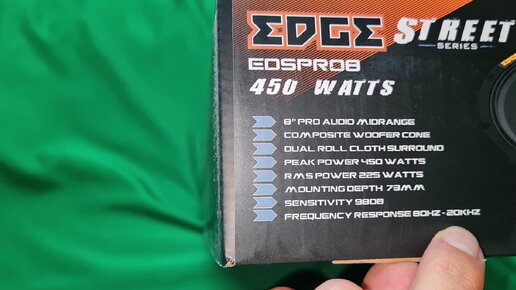 EDGE STREET
SERIES
EDSPRO8
450 WATTS
8" PRO AUDIO MIDRANGE
COMPOSITE WOOFER CONE
DUAL ROLL CLOTH SURROUND
PEAK POWER 450 WATTS
RMS POWER 225 WATTS
MOUNTING DEPTH 73MM
SENSITIVITY 98DB
FREQUENCY RESPONSE 80HZ - 20KHZ